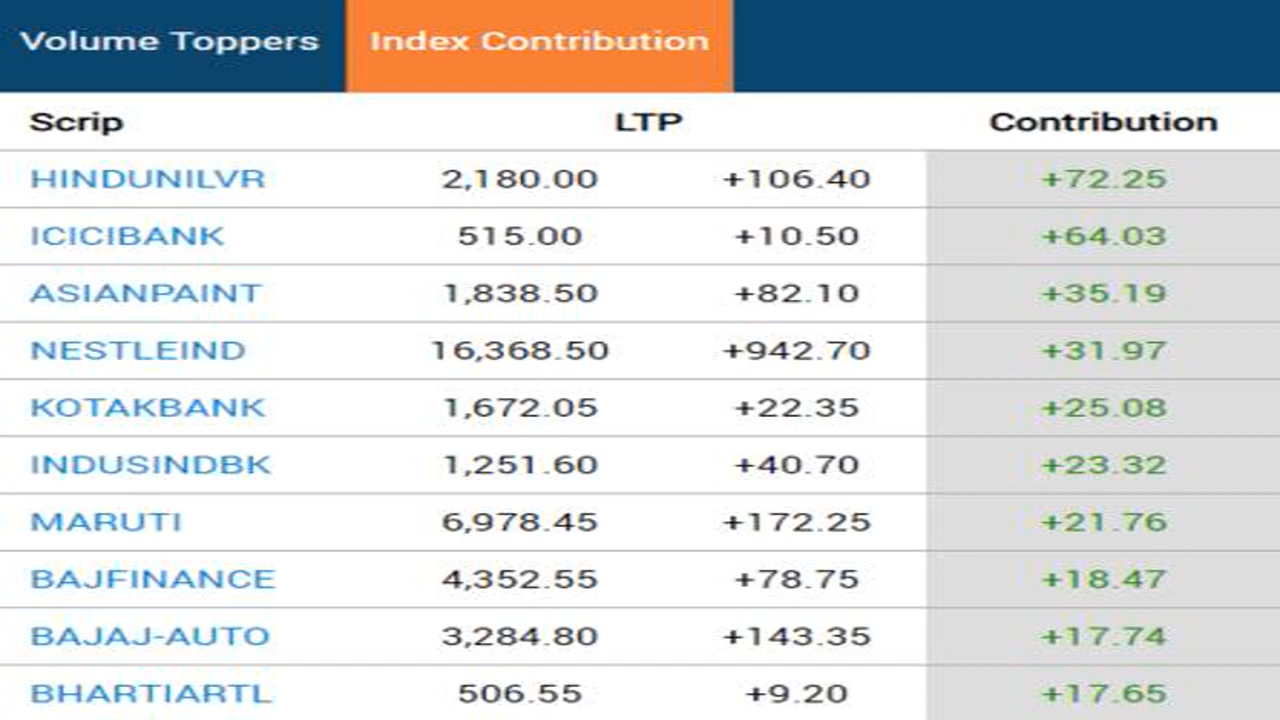 Volume Toppers Index Contribution
Scrip LTP Contribution
HINDUNILVR 2,180.00 +106.40 +72.25
ICICIBANK 515.00 +10.50 +64.03
ASIANPAINT 1,838.50 +82.10 +35.19
NESTLEIND 16,368.50 +942.70 +31.97
KOTAKBANK 1,672.05 +22.35 +25.08
INDUSINDBK 1,251.60 +40.70 +23.32
MARUTI 6,978.45 +172.25 +21.76
BAJFINANCE 4,352.55 +78.75 +18.47
BAJAJ-AUTO 3,284.80 +143.35 +17.74
BHARTIARTL 506.55 +9.20 +17.65